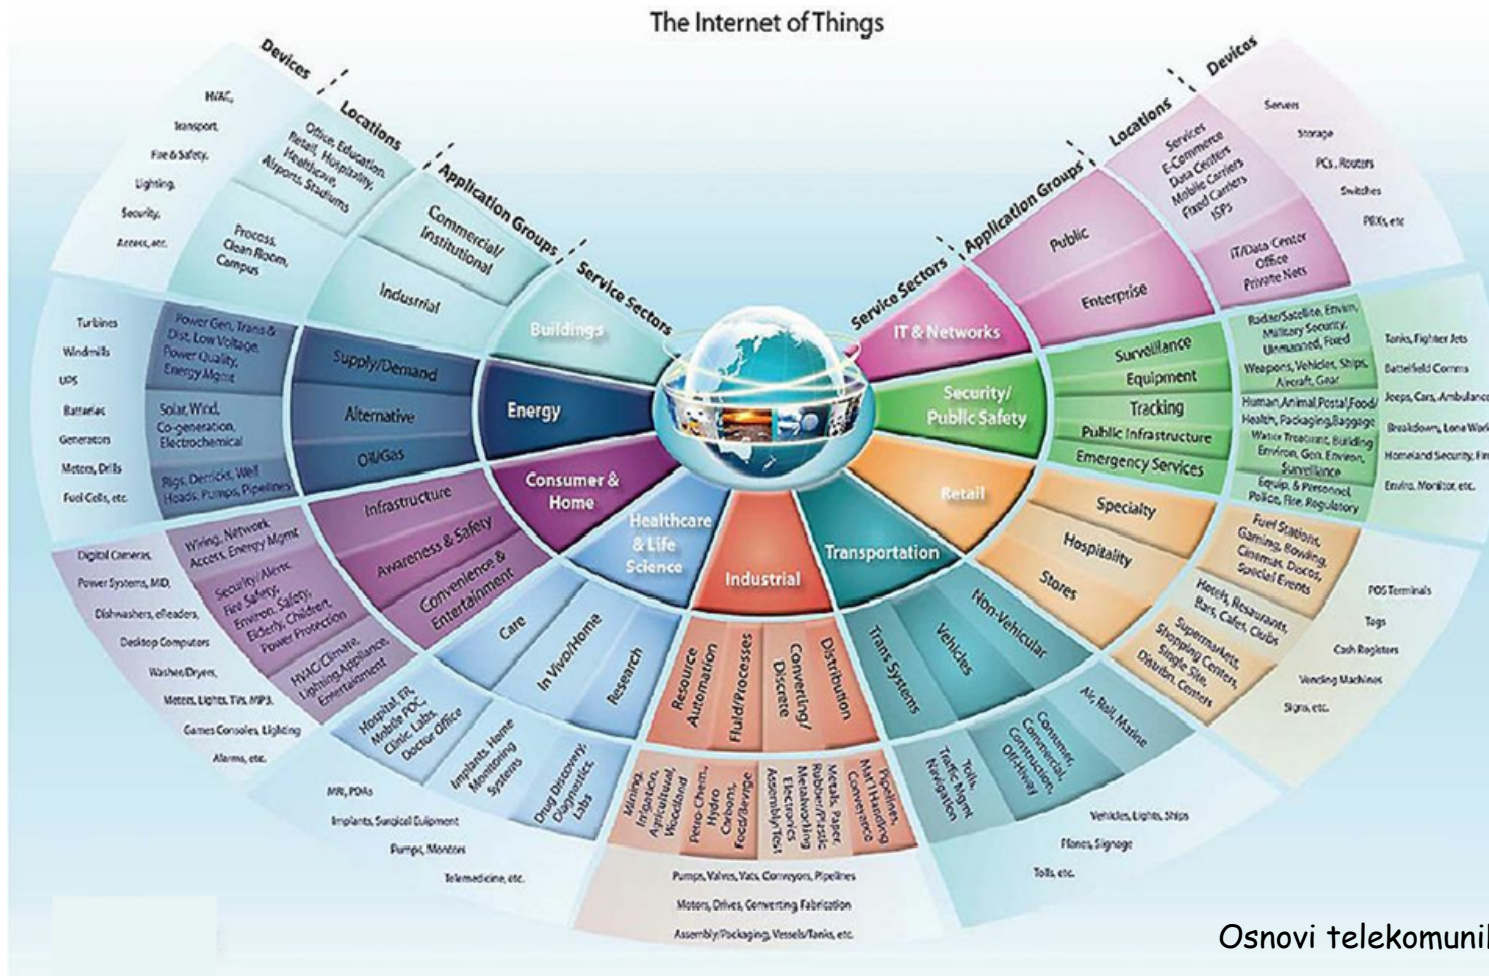 The Internet of Things
Devices
Locations
Application Groups
Service Sectors
HVAC,
Transport,
Fire & Safety,
Lighting,
Security,
Access, etc.
Office, Education,
Retail, Hospitality,
Healthcare,
Airports, Stadiums
Process,
Clean Room,
Campus
Commercial/
Institutional
Industrial
Buildings
Turbines
Windmills
UPS
Batteries
Generators
Meters, Drills
Fuel Cells, etc.
Power Gen, Trans &
Dist, Low Voltage,
Power Quality,
Energy Mgmt
Solar, Wind,
Co-generation,
Electrochemical
Rigs, Derricks, Well
Heads, Pumps, Pipelines
Supply/Demand
Alternative
Oil/Gas
Energy
Digital Cameras,
Power Systems, MID,
Dishwashers, eReaders,
Desktop Computers
Washer/Dryers,
Meters, Lights, TVs, MP3,
Games Consoles, Lighting
Alarms, etc.
Wiring, Network
Access, Energy Mgmt
Security/Alerts
Fire Safety,
Environ. Safety,
Elderly, Children,
Power Protection
HVAC/Climate,
Lighting, Appliance,
Entertainment
Infrastructure
Awareness & Safety
Convenience &
Entertainment
Consumer &
Home
MRI, PDAs
Implants, Surgical Euipment
Pumps, Monitors
Telemedicine, etc.
Hospital, ER,
Mobile POC,
Clinic, Labs,
Doctor Office
Implants, Home
Monitoring
Systems
Drug Discovery,
Diagnostics,
Labs
Care
In Vivo/Home
Research
Healthcare
& Life
Science
Industrial
Resource
Automation
Fluid/Processes
Converting/
Discrete
Distribution
Mining,
Irrigation,
Agricultural,
Woodland
Petro-Chem.,
Hydro
Carbons,
Food/Bevrge
Metals, Paper,
Rubber/Plastic
Metalworking
Electronics
Assembly/Test
Pipelines,
Mat'l Handling
Conveyance
Pumps, Valves, Vats, Conveyors, Pipelines
Motors, Drives, Converting, Fabrication
Assembly/Packaging, Vessels/Tanks, etc.
Transportation
Trans Systems
Vehicles
Non-Vehicular
Tolls,
Traffic Mgmt
Navigation
Consumer,
Commercial,
Construction,
Off-Hiway
Air, Rail, Marine
Vehicles, Lights, Ships
Planes, Signage
Tolls, etc.
Retail
Specialty
Hospitality
Stores
Fuel Stations,
Gaming, Bowling,
Cinemas, Discos,
Special Events
Hotels, Resaurants,
Bars, Cafes, Clubs
Supermarkets,
Shopping Centers,
Single, Site,
Distribn. Centers
POS Terminals
Tags
Cash Registers
Vending Machines
Signs, etc.
Security/
Public Safety
Surveillance
Equipment
Tracking
Public Infrastructure
Emergency Services
Radar/Satellite, Environ,
Military Security,
Unmanned, Fixed
Weapons, Vehicles, Ships,
Aircraft, Gear
Human, Animal, Postal, Food/
Health, Packaging, Baggage
Water Treatment, Building
Environ, Gen. Environ,
Surveillance
Equip. & Personnel,
Police, Fire, Regulatory
Tanks, Fighter Jets
Battelfield Comms
Jeeps, Cars, Ambulance
Breakdown, Lone Work
Homeland Security, Fir
Enviro. Monitor, etc.
IT & Networks
Public
Enterprise
Services
E-Commerce
Data Centers
Mobile Carriers
Fixed Carriers
ISPs
IT/Data Center
Office
Private Nets
Servers
Storage
PCs, Routers
Switches
PBXs, etc
Service Sectors
Application Groups
Locations
Devices
Osnovi telekomuni